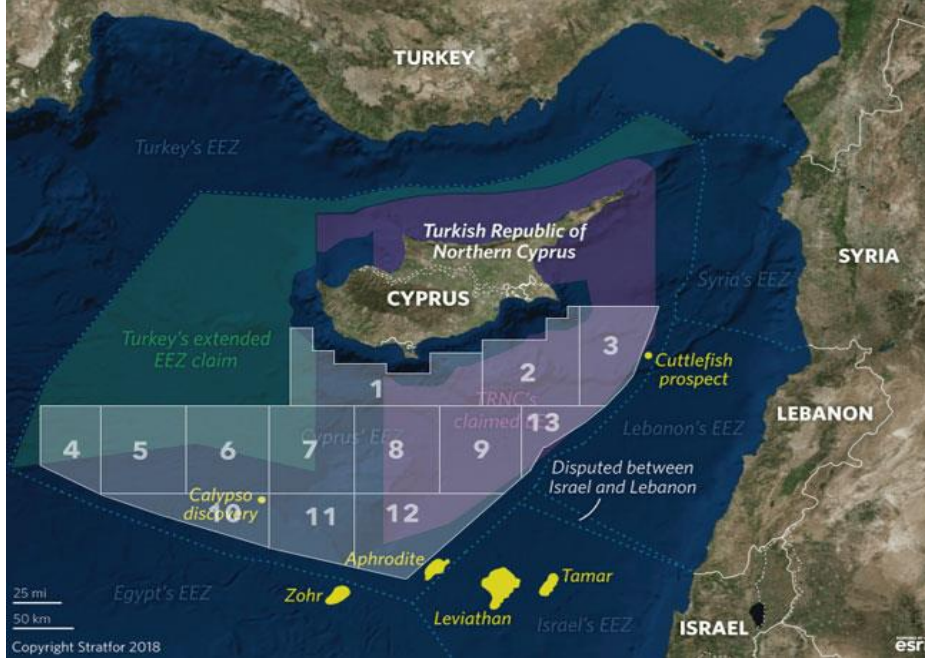 TURKEY
Turkey's EEZ
Turkish Republic of
Northern Cyprus
SYRIA
CYPRUS
Syria's EEZ
Turkey's extended
EEZ claim
3
Cuttlefish
prospect
2
1
TRNC's
claimed
LEBANON
13
Lebanon's EEZ
Cyprus' EEZ
4
5
6
7
8
9
Disputed between
Israel and Lebanon
Calypso
discovery
10
11
12
Aphrodite
Tamar
Egypt's EEZ
Zohr
Leviathan
Israel's EEZ
ISRAEL
25 mi
50 km
Copyright Stratfor 2018
esri